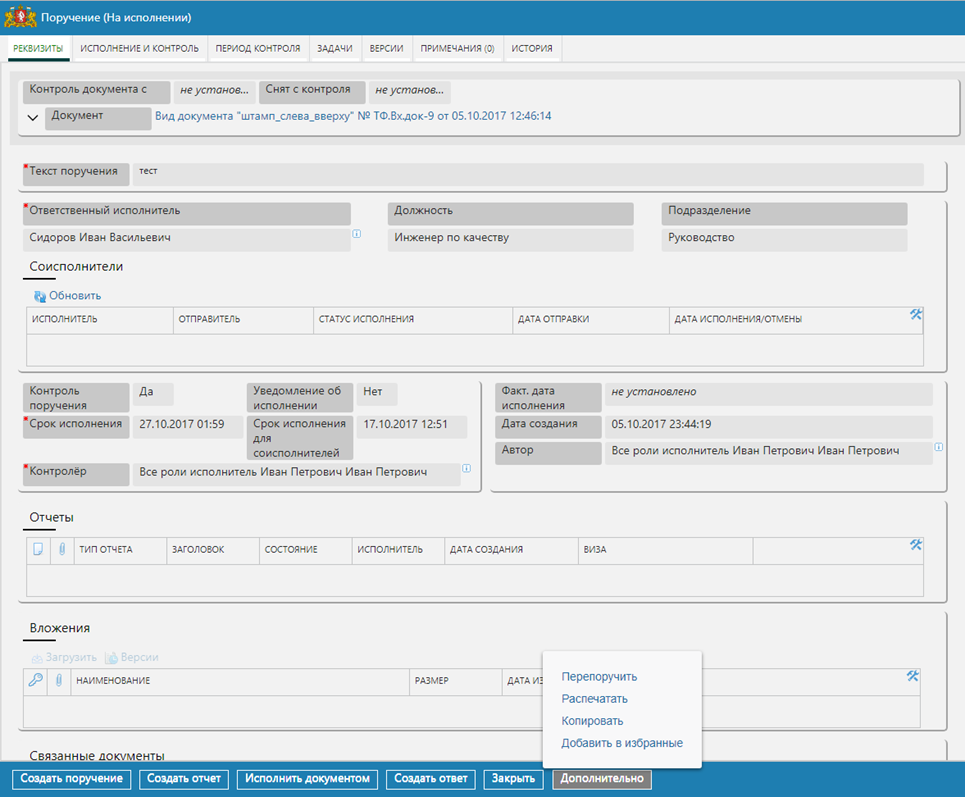 Поручение (На исполнении)
РЕКВИЗИТЫ ИСПОЛНЕНИЕ И КОНТРОЛЬ ПЕРИОД КОНТРОЛЯ ЗАДАЧИ ВЕРСИИ ПРИМЕЧАНИЯ (0) ИСТОРИЯ
Контроль документа с не установ... Снят с контроля не установ...
Документ Вид документа "штамп_слева_вверху" № ТФ.Вх.док-9 от 05.10.2017 12:46:14
*Текст поручения тест
*Ответственный исполнитель Должность Подразделение
Сидоров Иван Васильевич Инженер по качеству Руководство
Соисполнители
Обновить
ИСПОЛНИТЕЛЬ ОТПРАВИТЕЛЬ СТАТУС ИСПОЛНЕНИЯ ДАТА ОТПРАВКИ ДАТА ИСПОЛНЕНИЯ/ОТМЕНЫ
Контроль поручения Да Уведомление об исполнении Нет
*Срок исполнения 27.10.2017 01:59 Срок исполнения для соисполнителей 17.10.2017 12:51
*Контролёр Все роли исполнитель Иван Петрович Иван Петрович
Факт. дата исполнения не установлено
Дата создания 05.10.2017 23:44:19
Автор Все роли исполнитель Иван Петрович Иван Петрович
Отчеты
ТИП ОТЧЕТА ЗАГОЛОВОК СОСТОЯНИЕ ИСПОЛНИТЕЛЬ ДАТА СОЗДАНИЯ ВИЗА
Вложения
Загрузить Версии
НАИМЕНОВАНИЕ РАЗМЕР ДАТА ИЗ
Перепоручить
Распечатать
Копировать
Добавить в избранные
Связанные документы
Создать поручение Создать отчет Исполнить документом Создать ответ Закрыть Дополнительно